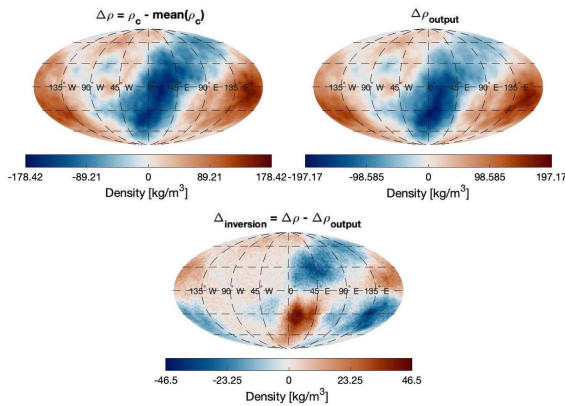 Δρ = ρc - mean(ρc)
135° W 90° W 45° W 0° 45° E 90° E 135° E
-178.42 -89.21 0 89.21 178.42
Density [kg/m³]
Δρoutput
135° W 90° W 45° W 0° 45° E 90° E 135° E
-197.17 -98.585 0 98.585 197.17
Density [kg/m³]
Δinversion = Δρ - Δρoutput
135° W 90° W 45° W 0° 45° E 90° E 135° E
-46.5 -23.25 0 23.25 46.5
Density [kg/m³]